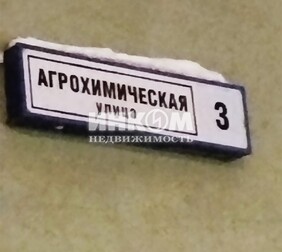 АГРОХИМИЧЕСКАЯ
улица
3
ИНКОМ
НЕДВИЖИМОСТЬ